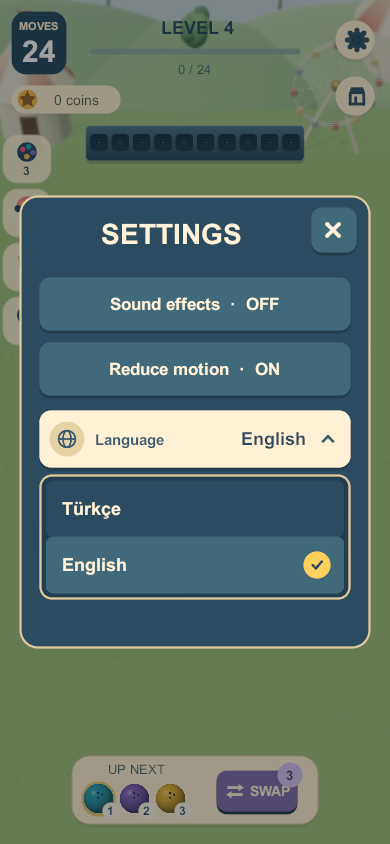 MOVES
24
LEVEL 4
0 / 24
0 coins
3
SETTINGS
Sound effects · OFF
Reduce motion · ON
Language English
Türkçe
English
UP NEXT
1 2 3
SWAP
3